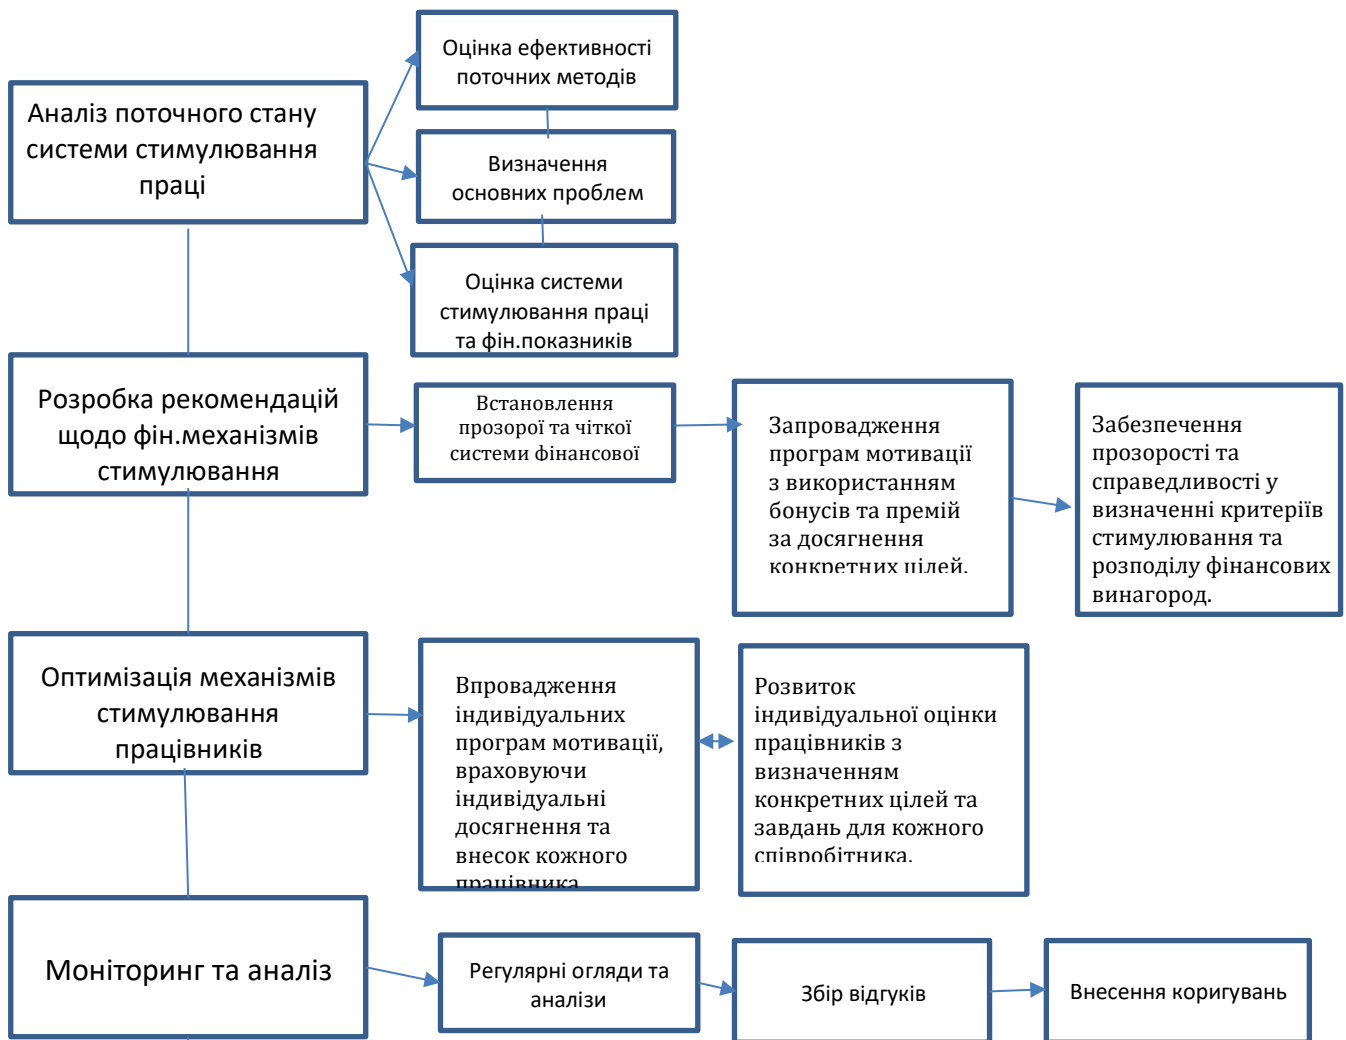 Оцінка ефективності
поточних методів
Аналіз поточного стану
системи стимулювання
праці
Визначення
основних проблем
Оцінка системи
стимулювання праці
та фін.показників
Розробка рекомендацій
щодо фін.механізмів
стимулювання
Встановлення
прозорої та чіткої
системи фінансової
Запровадження
програм мотивації
з використанням
бонусів та премій
за досягнення
конкретних цілей.
Забезпечення
прозорості та
справедливості у
визначенні критеріїв
стимулювання та
розподілу фінансових
винагород.
Оптимізація механізмів
стимулювання
працівників
Впровадження
індивідуальних
програм мотивації,
враховуючи
індивідуальні
досягнення та
внесок кожного
працівника
Розвиток
індивідуальної оцінки
працівників з
визначенням
конкретних цілей та
завдань для кожного
співробітника.
Моніторинг та аналіз
Регулярні огляди та
аналізи
Збір відгуків
Внесення коригувань